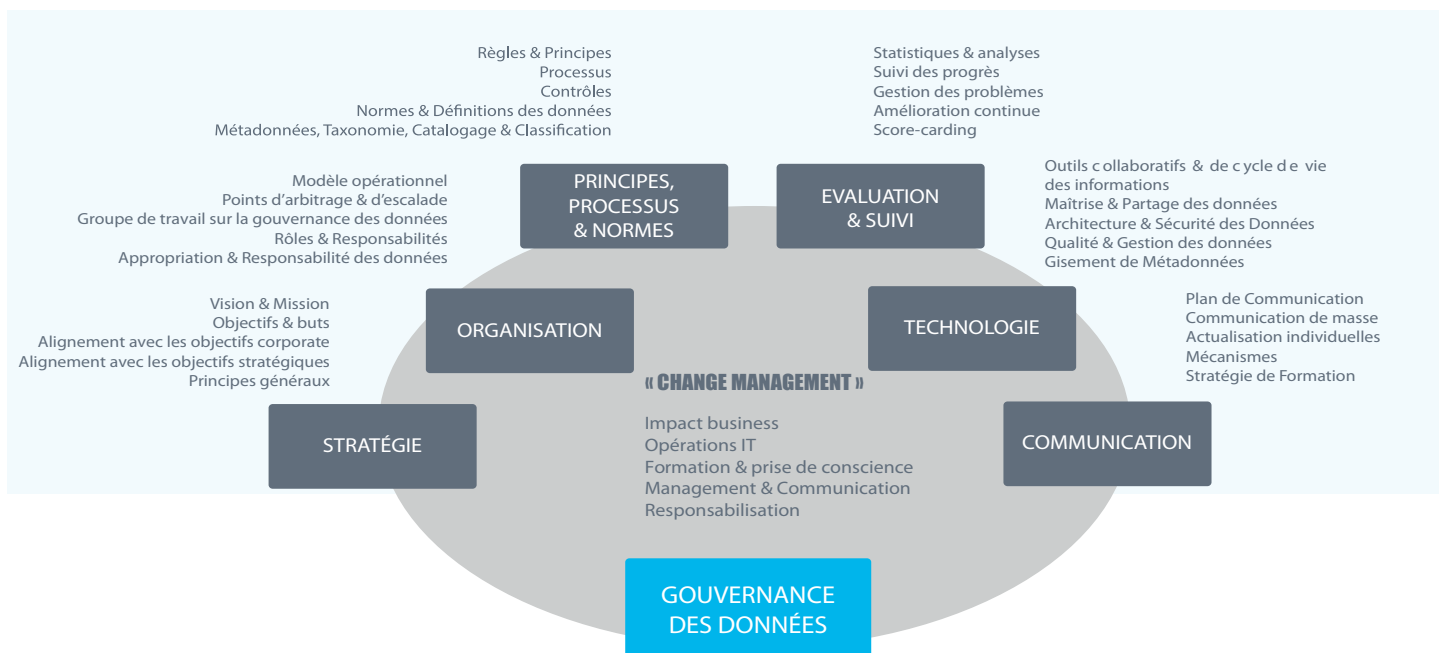 Règles & Principes
Processus
Contrôles
Normes & Définitions des données
Métadonnées, Taxonomie, Catalogage & Classification
Statistiques & analyses
Suivi des progrès
Gestion des problèmes
Amélioration continue
Score-carding
PRINCIPES,
PROCESSUS
& NORMES
EVALUATION
& SUIVI
Modèle opérationnel
Points d'arbitrage & d'escalade
Groupe de travail sur la gouvernance des données
Rôles & Responsabilités
Appropriation & Responsabilité des données
Outils c ollaboratifs & de c ycle d e vie
des informations
Maîtrise & Partage des données
Architecture & Sécurité des Données
Qualité & Gestion des données
Gisement de Métadonnées
ORGANISATION
TECHNOLOGIE
Vision & Mission
Objectifs & buts
Alignement avec les objectifs corporate
Alignement avec les objectifs stratégiques
Principes généraux
Plan de Communication
Communication de masse
Actualisation individuelles
Mécanismes
Stratégie de Formation
STRATÉGIE
COMMUNICATION
« CHANGE MANAGEMENT »
Impact business
Opérations IT
Formation & prise de conscience
Management & Communication
Responsabilisation
GOUVERNANCE
DES DONNÉES